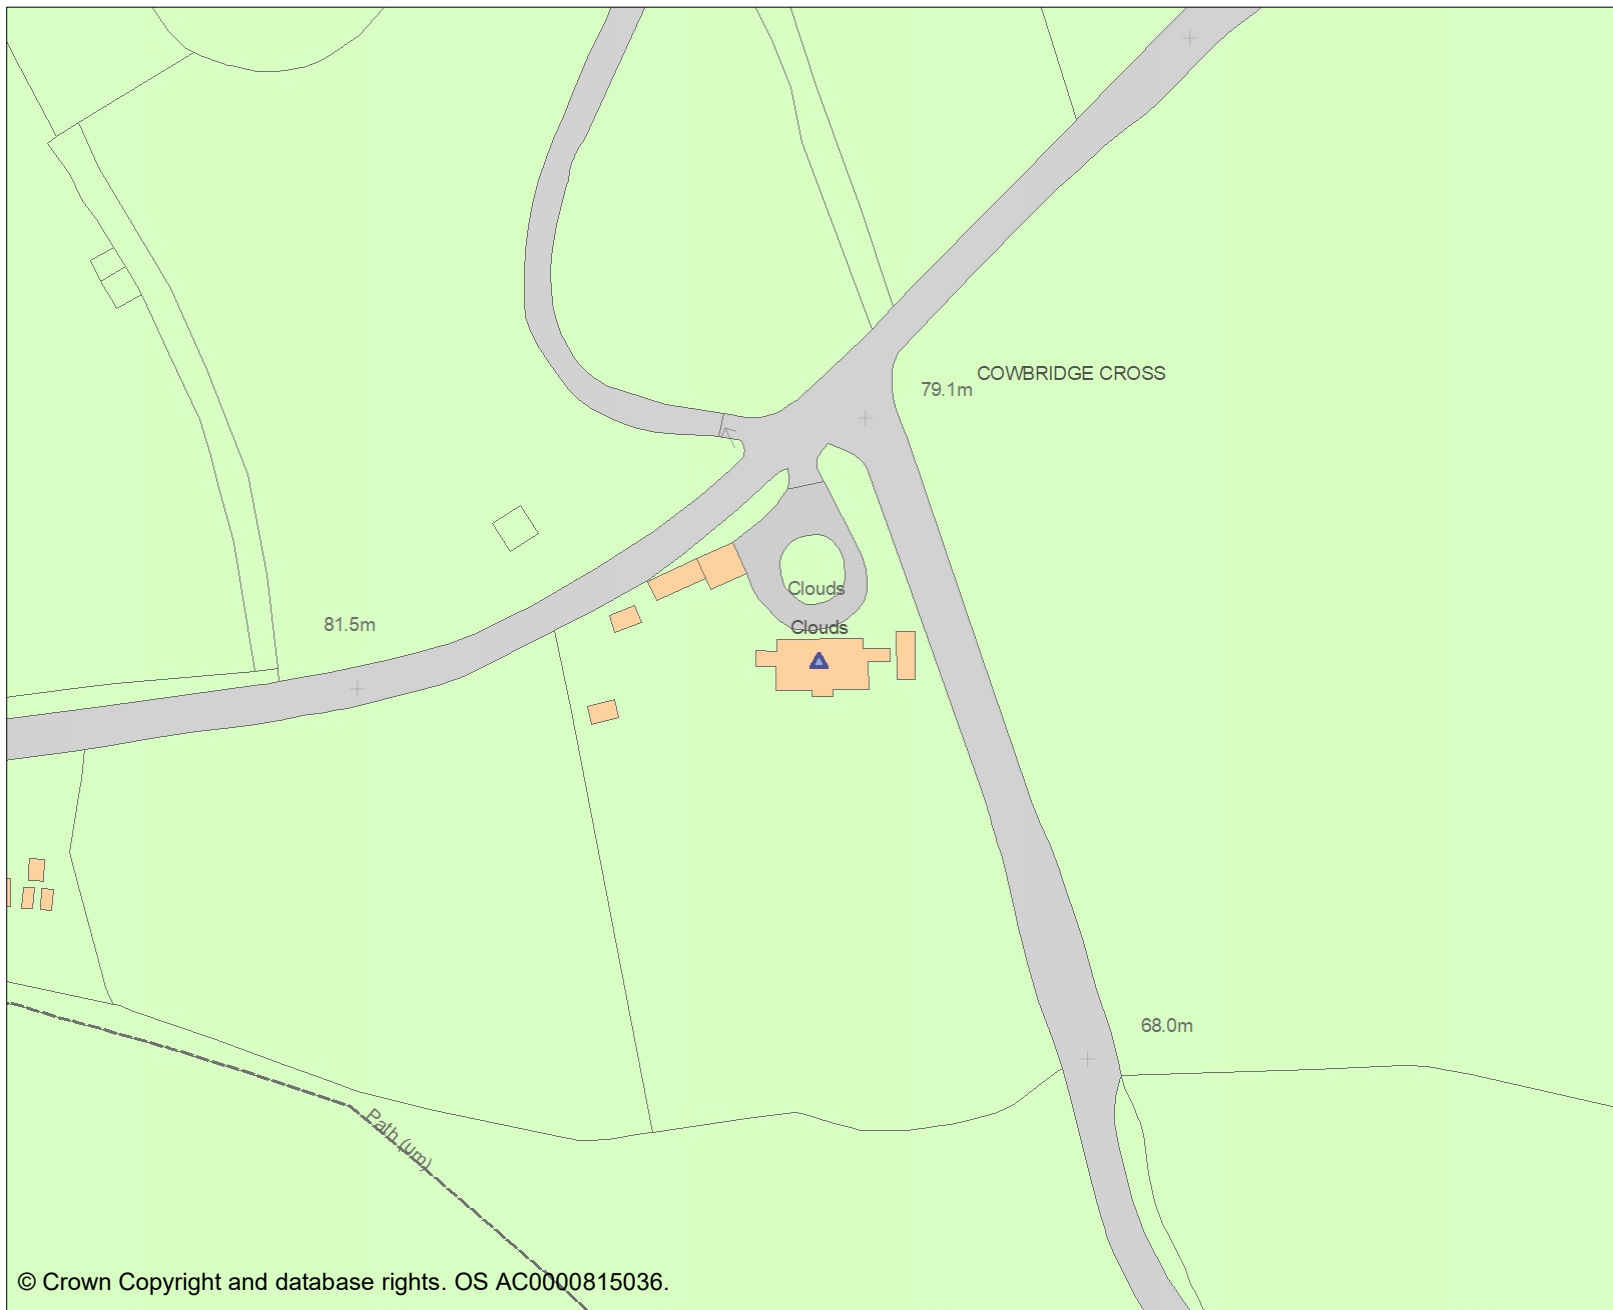 COWBRIDGE CROSS
79.1m
Clouds
81.5m
Clouds
68.0m
Path (um)
© Crown Copyright and database rights. OS AC0000815036.